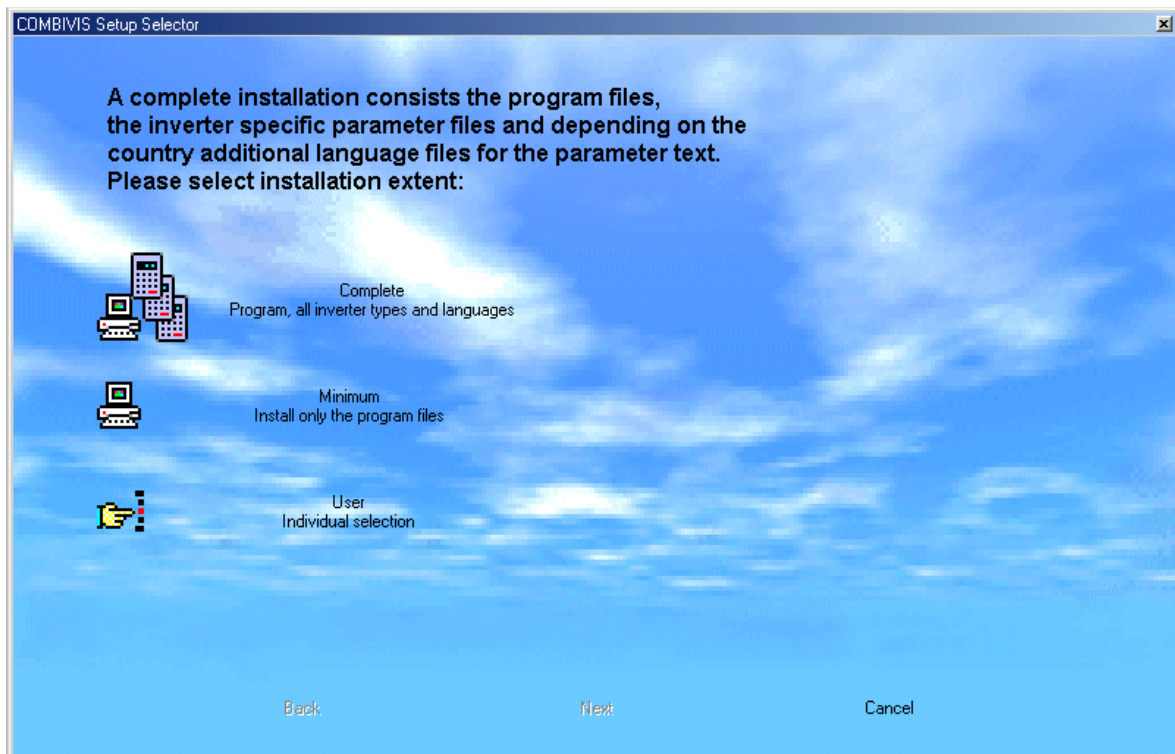 COMBIVIS Setup Selector
A complete installation consists the program files,
the inverter specific parameter files and depending on the
country additional language files for the parameter text.
Please select installation extent:
Complete
Program, all inverter types and languages
Minimum
Install only the program files
User
Individual selection
Back
Next
Cancel